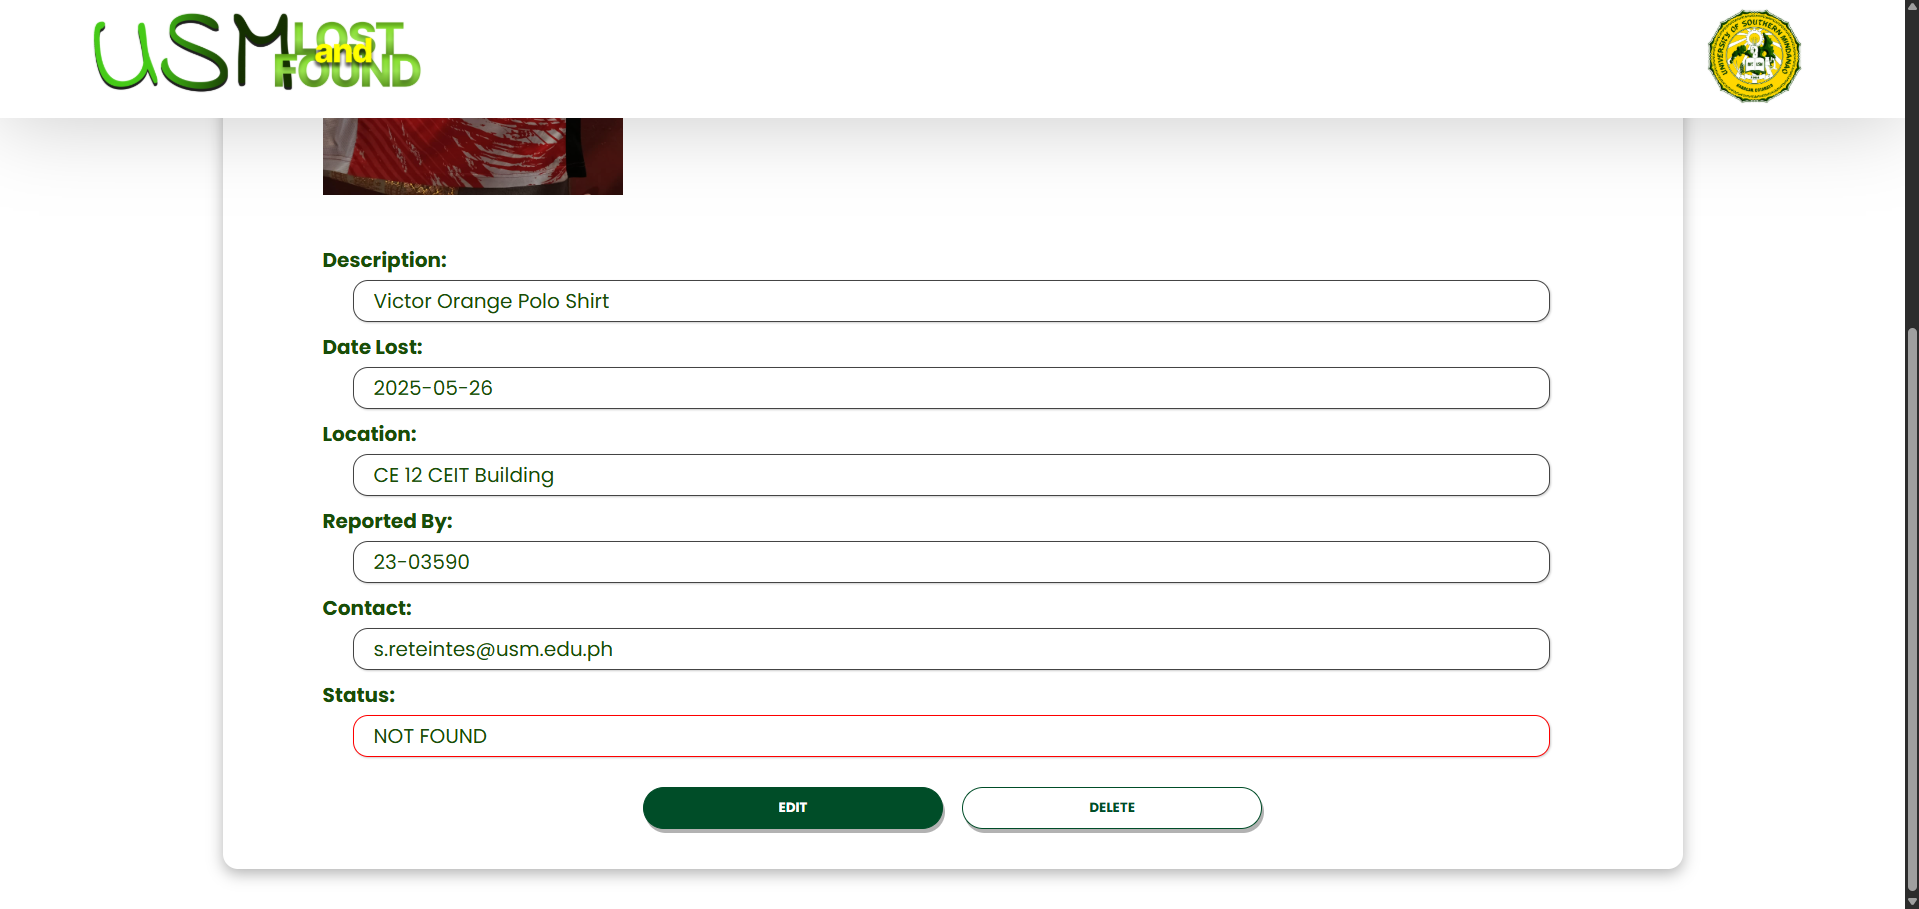 USM LOST
and
FOUND
UNIVERSITY OF SOUTHERN MINDANAO
Description:
Victor Orange Polo Shirt
Date Lost:
2025-05-26
Location:
CE 12 CEIT Building
Reported By:
23-03590
Contact:
s.reteintes@usm.edu.ph
Status:
NOT FOUND
EDIT DELETE